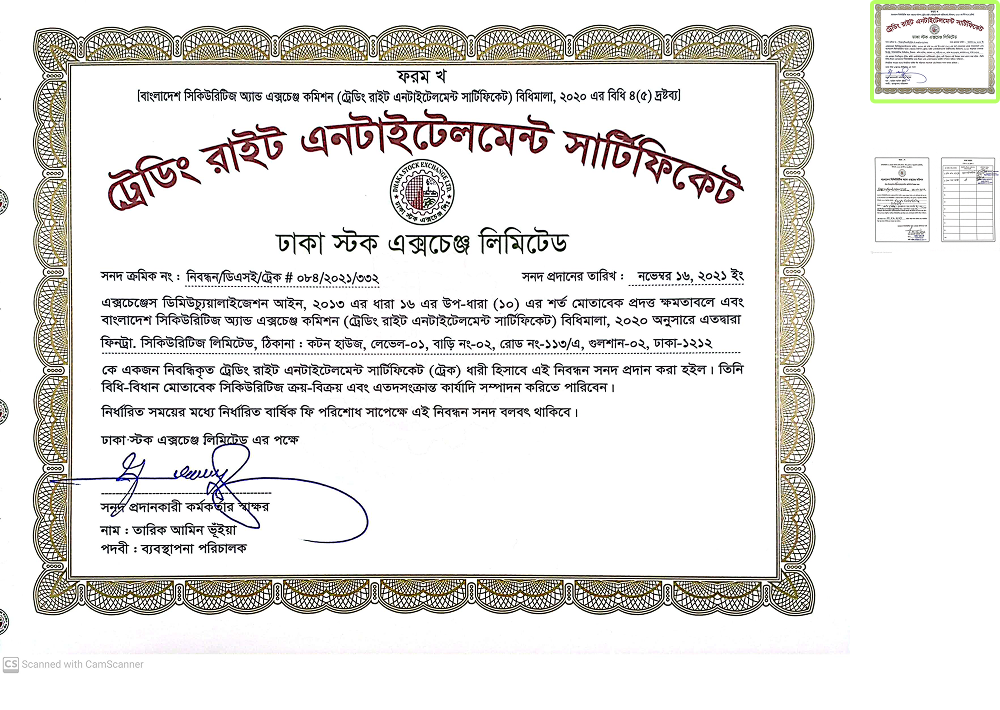 ফরম খ
[বাংলাদেশ সিকিউরিটিজ অ্যান্ড এক্সচেঞ্জ কমিশন (ট্রেডিং রাইট এনটাইটেলমেন্ট সার্টিফিকেট) বিধিমালা, ২০২০ এর বিধি ৪(৫) দ্রষ্টব্য]
ট্রেডিং রাইট এনটাইটেলমেন্ট সার্টিফিকেট
DHAKA STOCK EXCHANGE LTD.
ঢাকা স্টক এক্সচেঞ্জ লিঃ
ঢাকা স্টক এক্সচেঞ্জ লিমিটেড
সনদ ক্রমিক নং : নিবন্ধন/ডিএসই/ট্রেক # ০৮৪/২০২১/৩৩২ সনদ প্রদানের তারিখ : নভেম্বর ১৬, ২০২১ ইং
এক্সচেঞ্জেস ডিমিউচ্যুয়ালাইজেশন আইন, ২০১৩ এর ধারা ১৬ এর উপ-ধারা (১০) এর শর্ত মোতাবেক প্রদত্ত ক্ষমতাবলে এবং
বাংলাদেশ সিকিউরিটিজ অ্যান্ড এক্সচেঞ্জ কমিশন (ট্রেডিং রাইট এনটাইটেলমেন্ট সার্টিফিকেট) বিধিমালা, ২০২০ অনুসারে এতদ্বারা
ফিনট্রা. সিকিউরিটিজ লিমিটেড, ঠিকানা : কটন হাউজ, লেভেল-০১, বাড়ি নং-০২, রোড নং-১১৩/এ, গুলশান-০২, ঢাকা-১২১২
কে একজন নিবন্ধিকৃত ট্রেডিং রাইট এনটাইটেলমেন্ট সার্টিফিকেট (ট্রেক) ধারী হিসাবে এই নিবন্ধন সনদ প্রদান করা হইল। তিনি
বিধি-বিধান মোতাবেক সিকিউরিটিজ ক্রয়-বিক্রয় এবং এতদসংক্রান্ত কার্যাদি সম্পাদন করিতে পারিবেন।
নির্ধারিত সময়ের মধ্যে নির্ধারিত বার্ষিক ফি পরিশোধ সাপেক্ষে এই নিবন্ধন সনদ বলবৎ থাকিবে।
ঢাকা স্টক এক্সচেঞ্জ লিমিটেড এর পক্ষে
সনদ প্রদানকারী কর্মকর্তার স্বাক্ষর
নাম : তারিক আমিন ভূঁইয়া
পদবী : ব্যবস্থাপনা পরিচালক
CS Scanned with CamScanner